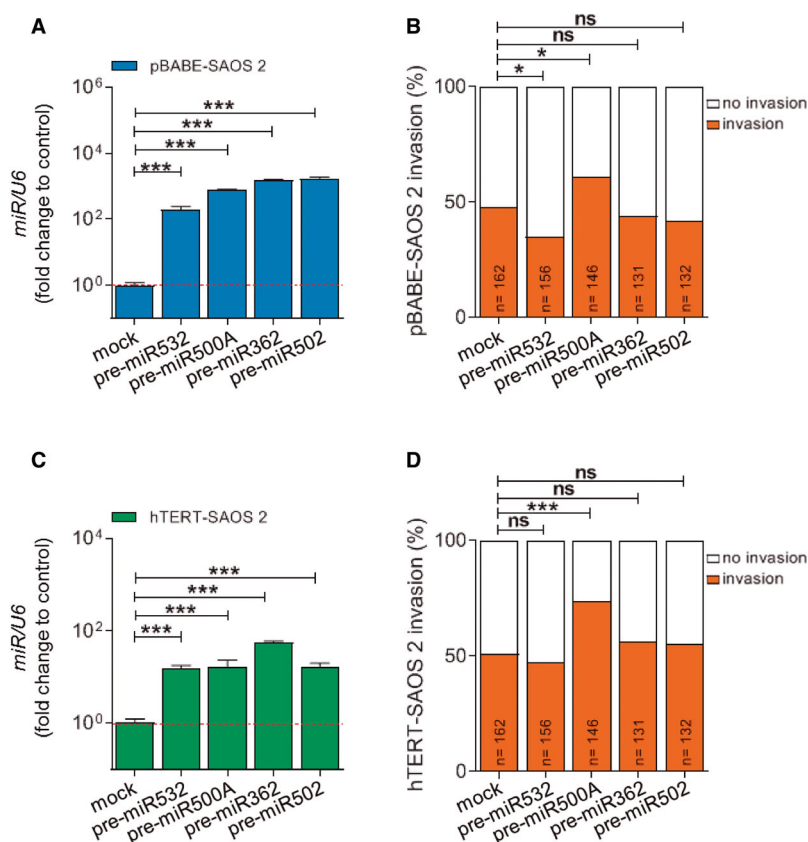 A
pBABE-SAOS 2
miR/U6
(fold change to control)
10^6
10^4
10^2
10^0
***
***
***
***
mock
pre-miR532
pre-miR500A
pre-miR362
pre-miR502
B
pBABE-SAOS 2 invasion (%)
100
50
0
ns
ns
*
*
no invasion
invasion
n= 162
n= 156
n= 146
n= 131
n= 132
mock
pre-miR532
pre-miR500A
pre-miR362
pre-miR502
C
hTERT-SAOS 2
miR/U6
(fold change to control)
10^4
10^2
10^0
***
***
***
***
mock
pre-miR532
pre-miR500A
pre-miR362
pre-miR502
D
hTERT-SAOS 2 invasion (%)
100
50
0
ns
ns
***
ns
no invasion
invasion
n= 162
n= 156
n= 146
n= 131
n= 132
mock
pre-miR532
pre-miR500A
pre-miR362
pre-miR502